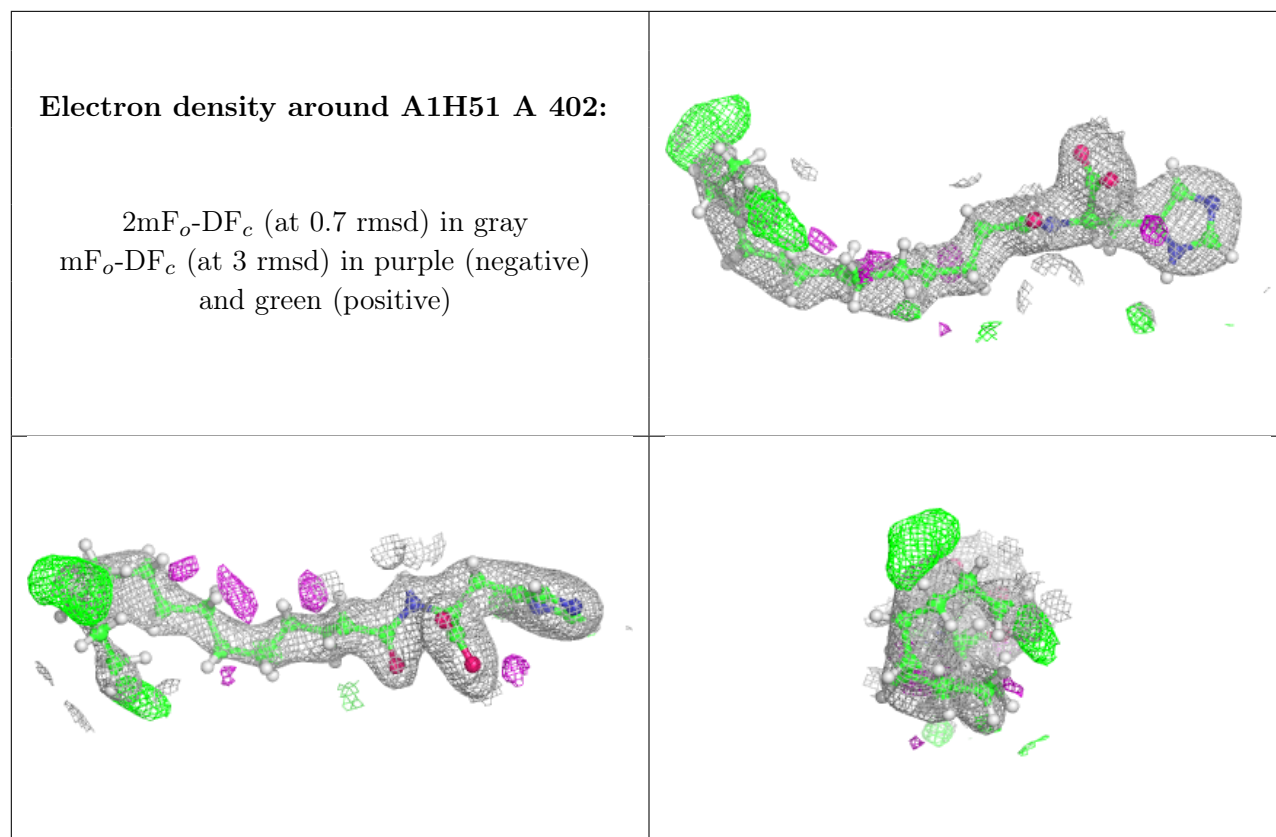 Electron density around A1H51 A 402:
2mFo-DFc (at 0.7 rmsd) in gray
mFo-DFc (at 3 rmsd) in purple (negative)
and green (positive)